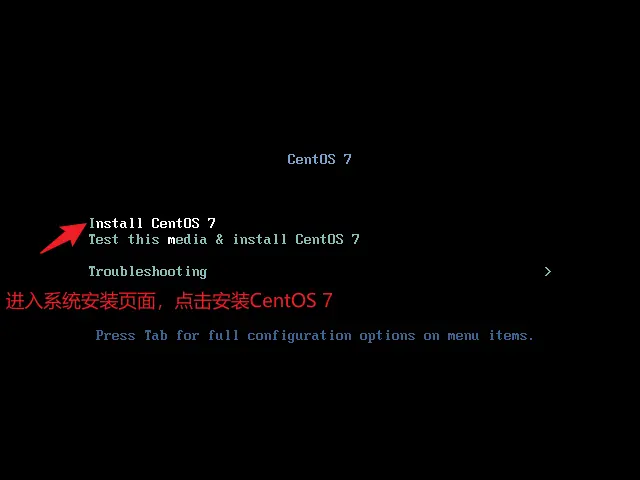 CentOS 7
Install CentOS 7
Test this media & install CentOS 7
Troubleshooting >
进入系统安装页面，点击安装CentOS 7
Press Tab for full configuration options on menu items.